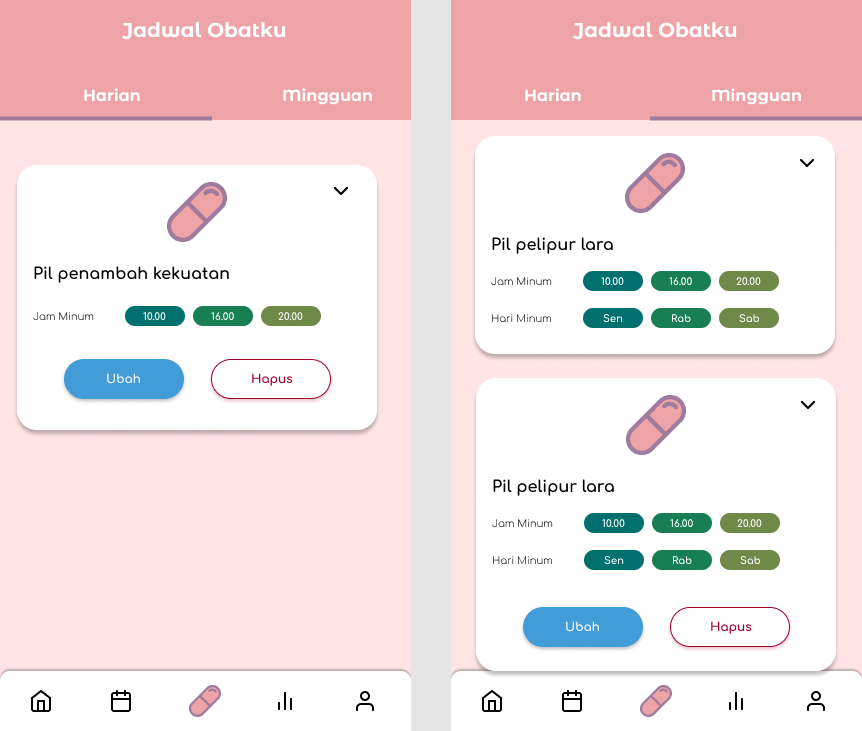 Jadwal Obatku
Harian Mingguan
Pil penambah kekuatan
Jam Minum 10.00 16.00 20.00
Ubah Hapus
Jadwal Obatku
Harian Mingguan
Pil pelipur lara
Jam Minum 10.00 16.00 20.00
Hari Minum Sen Rab Sab
Pil pelipur lara
Jam Minum 10.00 16.00 20.00
Hari Minum Sen Rab Sab
Ubah Hapus